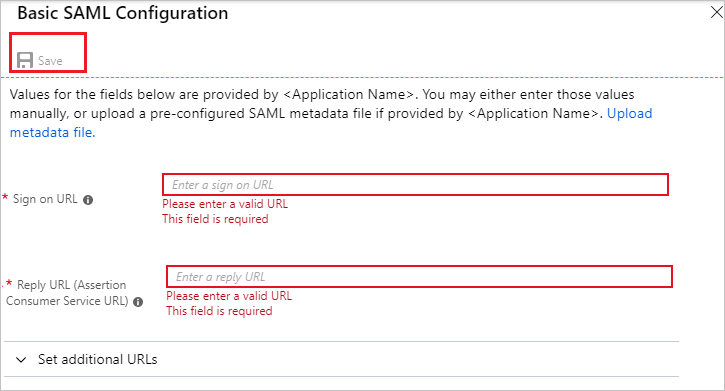 Basic SAML Configuration
Save
Values for the fields below are provided by <Application Name>. You may either enter those values
manually, or upload a pre-configured SAML metadata file if provided by <Application Name>. Upload
metadata file.
* Sign on URL
Enter a sign on URL
Please enter a valid URL
This field is required
* Reply URL (Assertion
Consumer Service URL)
Enter a reply URL
Please enter a valid URL
This field is required
Set additional URLs